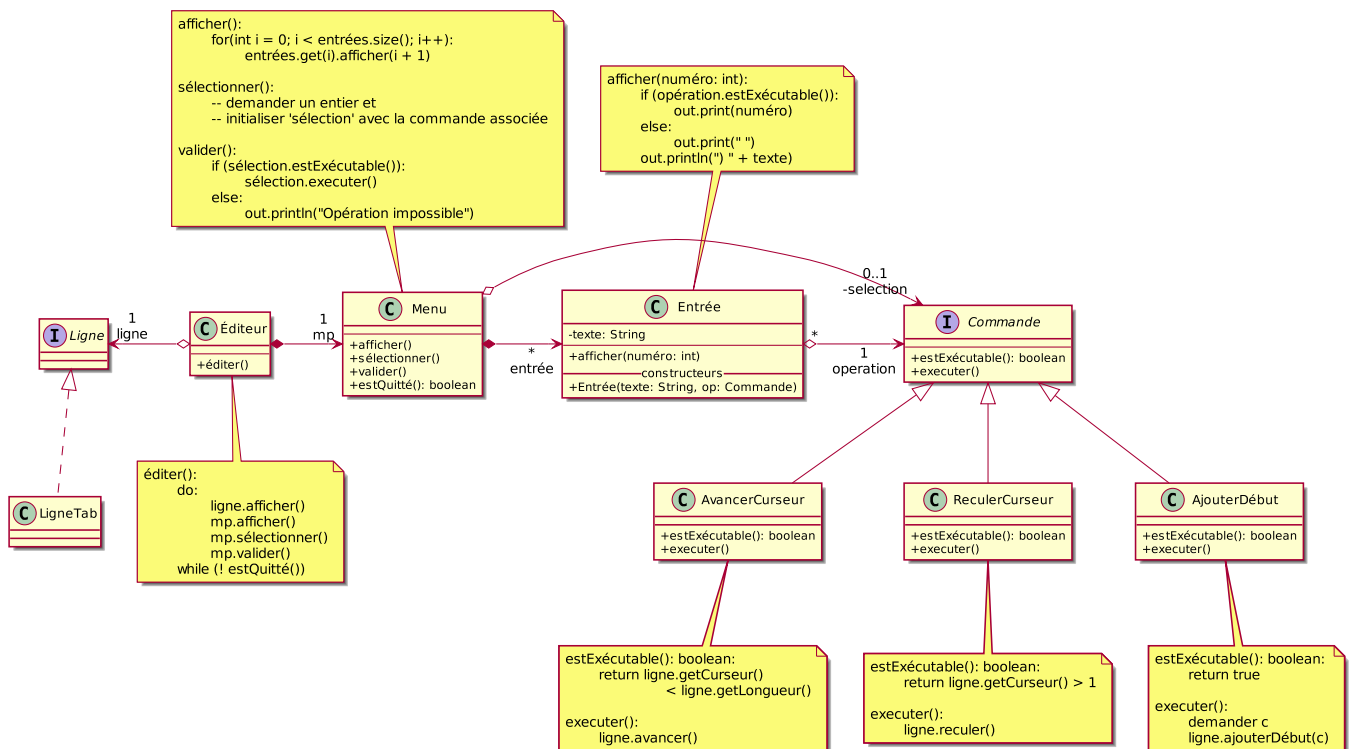 afficher():
for(int i = 0; i < entrées.size(); i++):
entrées.get(i).afficher(i + 1)
sélectionner():
-- demander un entier et
-- initialiser 'sélection' avec la commande associée
valider():
if (sélection.estExécutable()):
sélection.executer()
else:
out.println("Opération impossible")
afficher(numéro: int):
if (opération.estExécutable()):
out.print(numéro)
else:
out.print(" ")
out.println(") " + texte)
I Ligne
1
ligne
C Éditeur
+éditer()
1
mp
C Menu
+afficher()
+sélectionner()
+valider()
+estQuitté(): boolean
*
entrée
C Entrée
-texte: String
+afficher(numéro: int)
constructeurs
+Entrée(texte: String, op: Commande)
*
1
operation
0..1
-selection
I Commande
+estExécutable(): boolean
+executer()
C LigneTab
éditer():
do:
ligne.afficher()
mp.afficher()
mp.sélectionner()
mp.valider()
while (! estQuitté())
C AvancerCurseur
+estExécutable(): boolean
+executer()
C ReculerCurseur
+estExécutable(): boolean
+executer()
C AjouterDébut
+estExécutable(): boolean
+executer()
estExécutable(): boolean:
return ligne.getCurseur()
< ligne.getLongueur()
executer():
ligne.avancer()
estExécutable(): boolean:
return ligne.getCurseur() > 1
executer():
ligne.reculer()
estExécutable(): boolean:
return true
executer():
demander c
ligne.ajouterDébut(c)